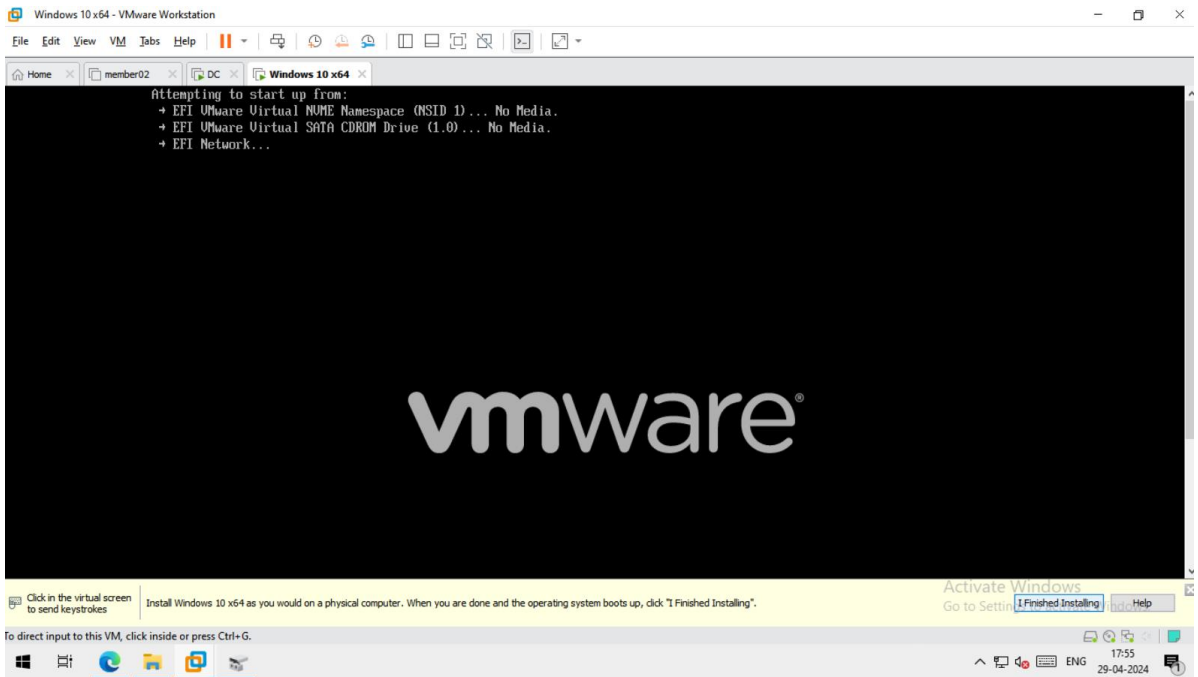 Windows 10 x64 - VMware Workstation
File Edit View VM Tabs Help
Home member02 DC Windows 10 x64
Attempting to start up from:
→ EFI VMware Virtual NVME Namespace (NSID 1)... No Media.
→ EFI VMware Virtual SATA CDROM Drive (1.0)... No Media.
→ EFI Network...
vmware®
Activate Windows
Click in the virtual screen
to send keystrokes
Install Windows 10 x64 as you would on a physical computer. When you are done and the operating system boots up, click "I Finished Installing".
Go to Settin
I Finished Installing
Help
To direct input to this VM, click inside or press Ctrl+G.
ENG
17:55
29-04-2024
1